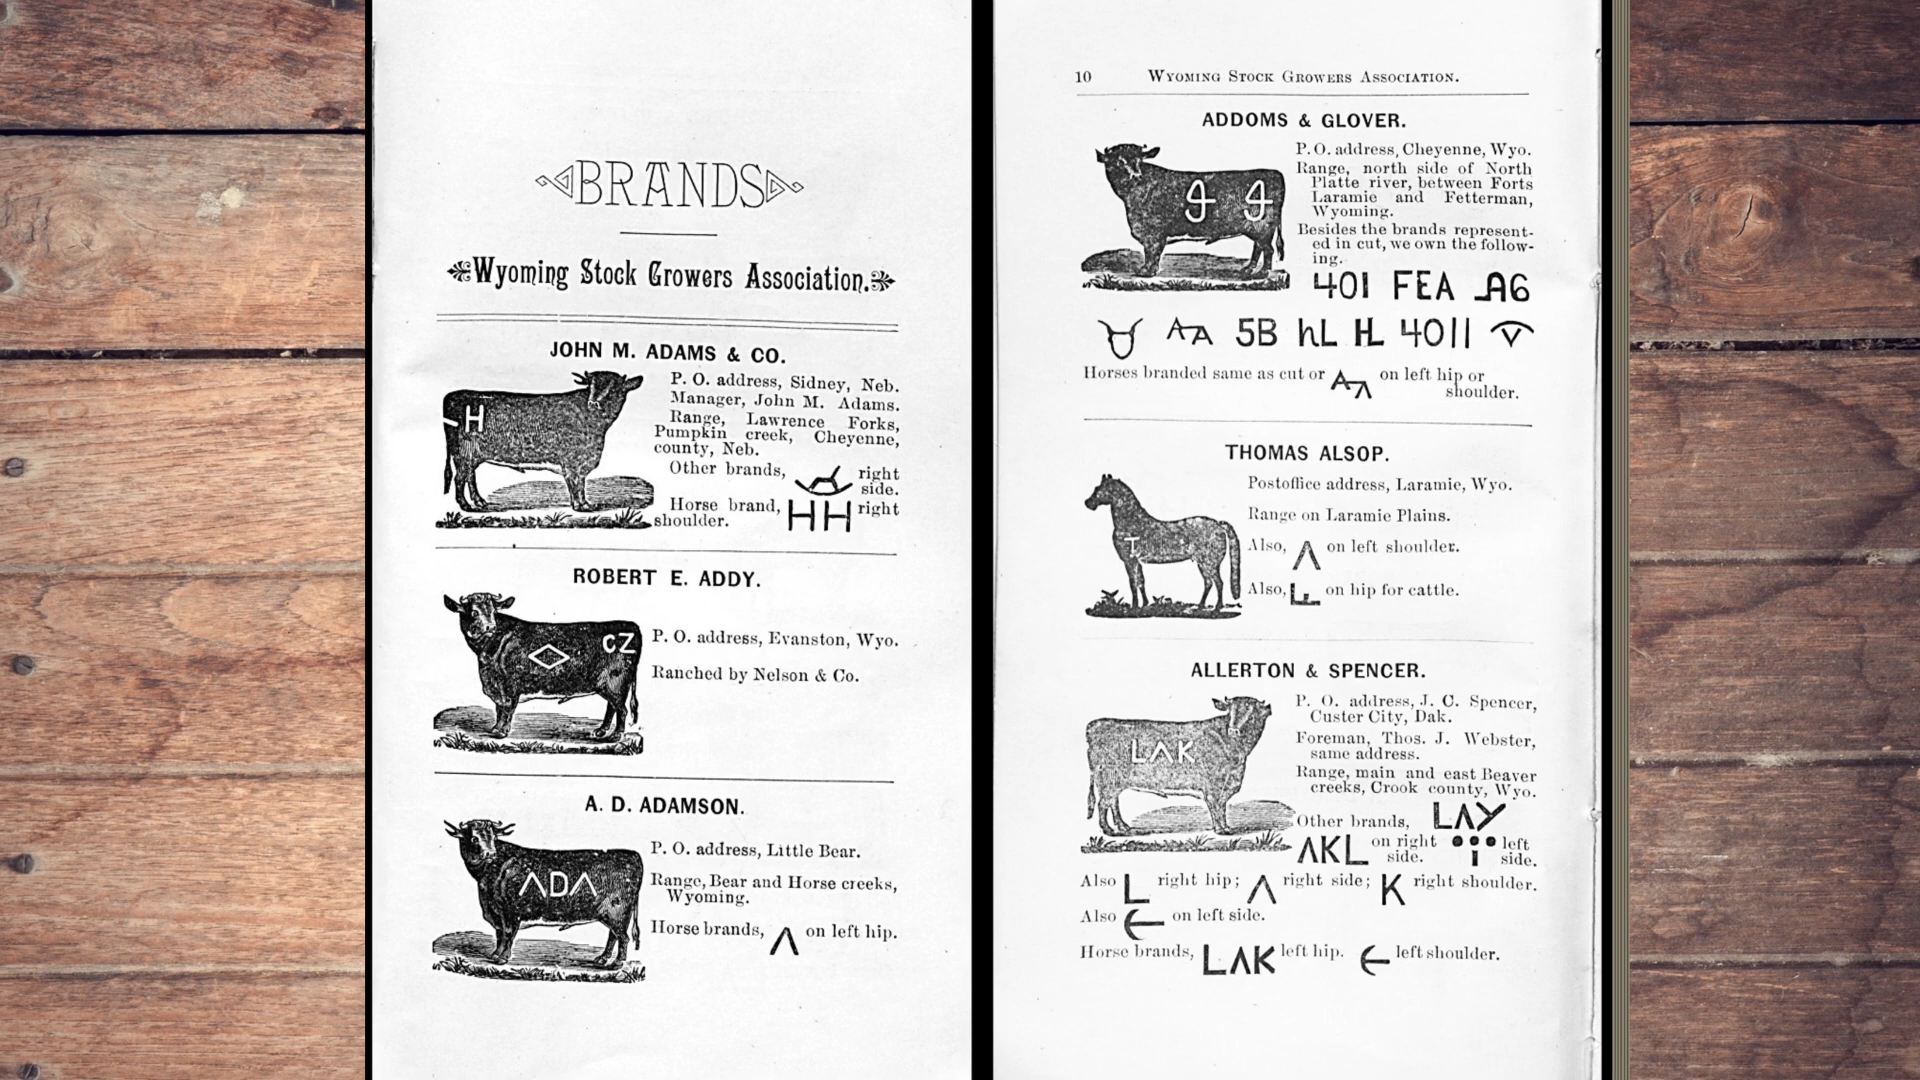 BRANDS
Wyoming Stock Growers Association.
JOHN M. ADAMS & CO.
H
P. O. address, Sidney, Neb.
Manager, John M. Adams.
Range, Lawrence Forks,
Pumpkin creek, Cheyenne,
county, Neb.
Other brands, right
side.
Horse brand, HH right
shoulder.
ROBERT E. ADDY.
CZ
P. O. address, Evanston, Wyo.
Ranched by Nelson & Co.
A. D. ADAMSON.
ΛDΛ
P. O. address, Little Bear.
Range, Bear and Horse creeks,
Wyoming.
Horse brands, Λ on left hip.
10 WYOMING STOCK GROWERS ASSOCIATION.
ADDOMS & GLOVER.
P. O. address, Cheyenne, Wyo.
Range, north side of North
Platte river, between Forts
Laramie and Fetterman,
Wyoming.
Besides the brands represent-
ed in cut, we own the follow-
ing.
401 FEA A6
AA 5B hL HL 4011
Horses branded same as cut or on left hip or
shoulder.
THOMAS ALSOP.
T
Postoffice address, Laramie, Wyo.
Range on Laramie Plains.
Also, Λ on left shoulder.
Also, on hip for cattle.
ALLERTON & SPENCER.
LΛK
P. O. address, J. C. Spencer,
Custer City, Dak.
Foreman, Thos. J. Webster,
same address.
Range, main and east Beaver
creeks, Crook county, Wyo.
Other brands, LΛY
ΛKL on right side. left side.
Also L right hip; Λ right side; K right shoulder.
Also on left side.
Horse brands, LΛK left hip. left shoulder.